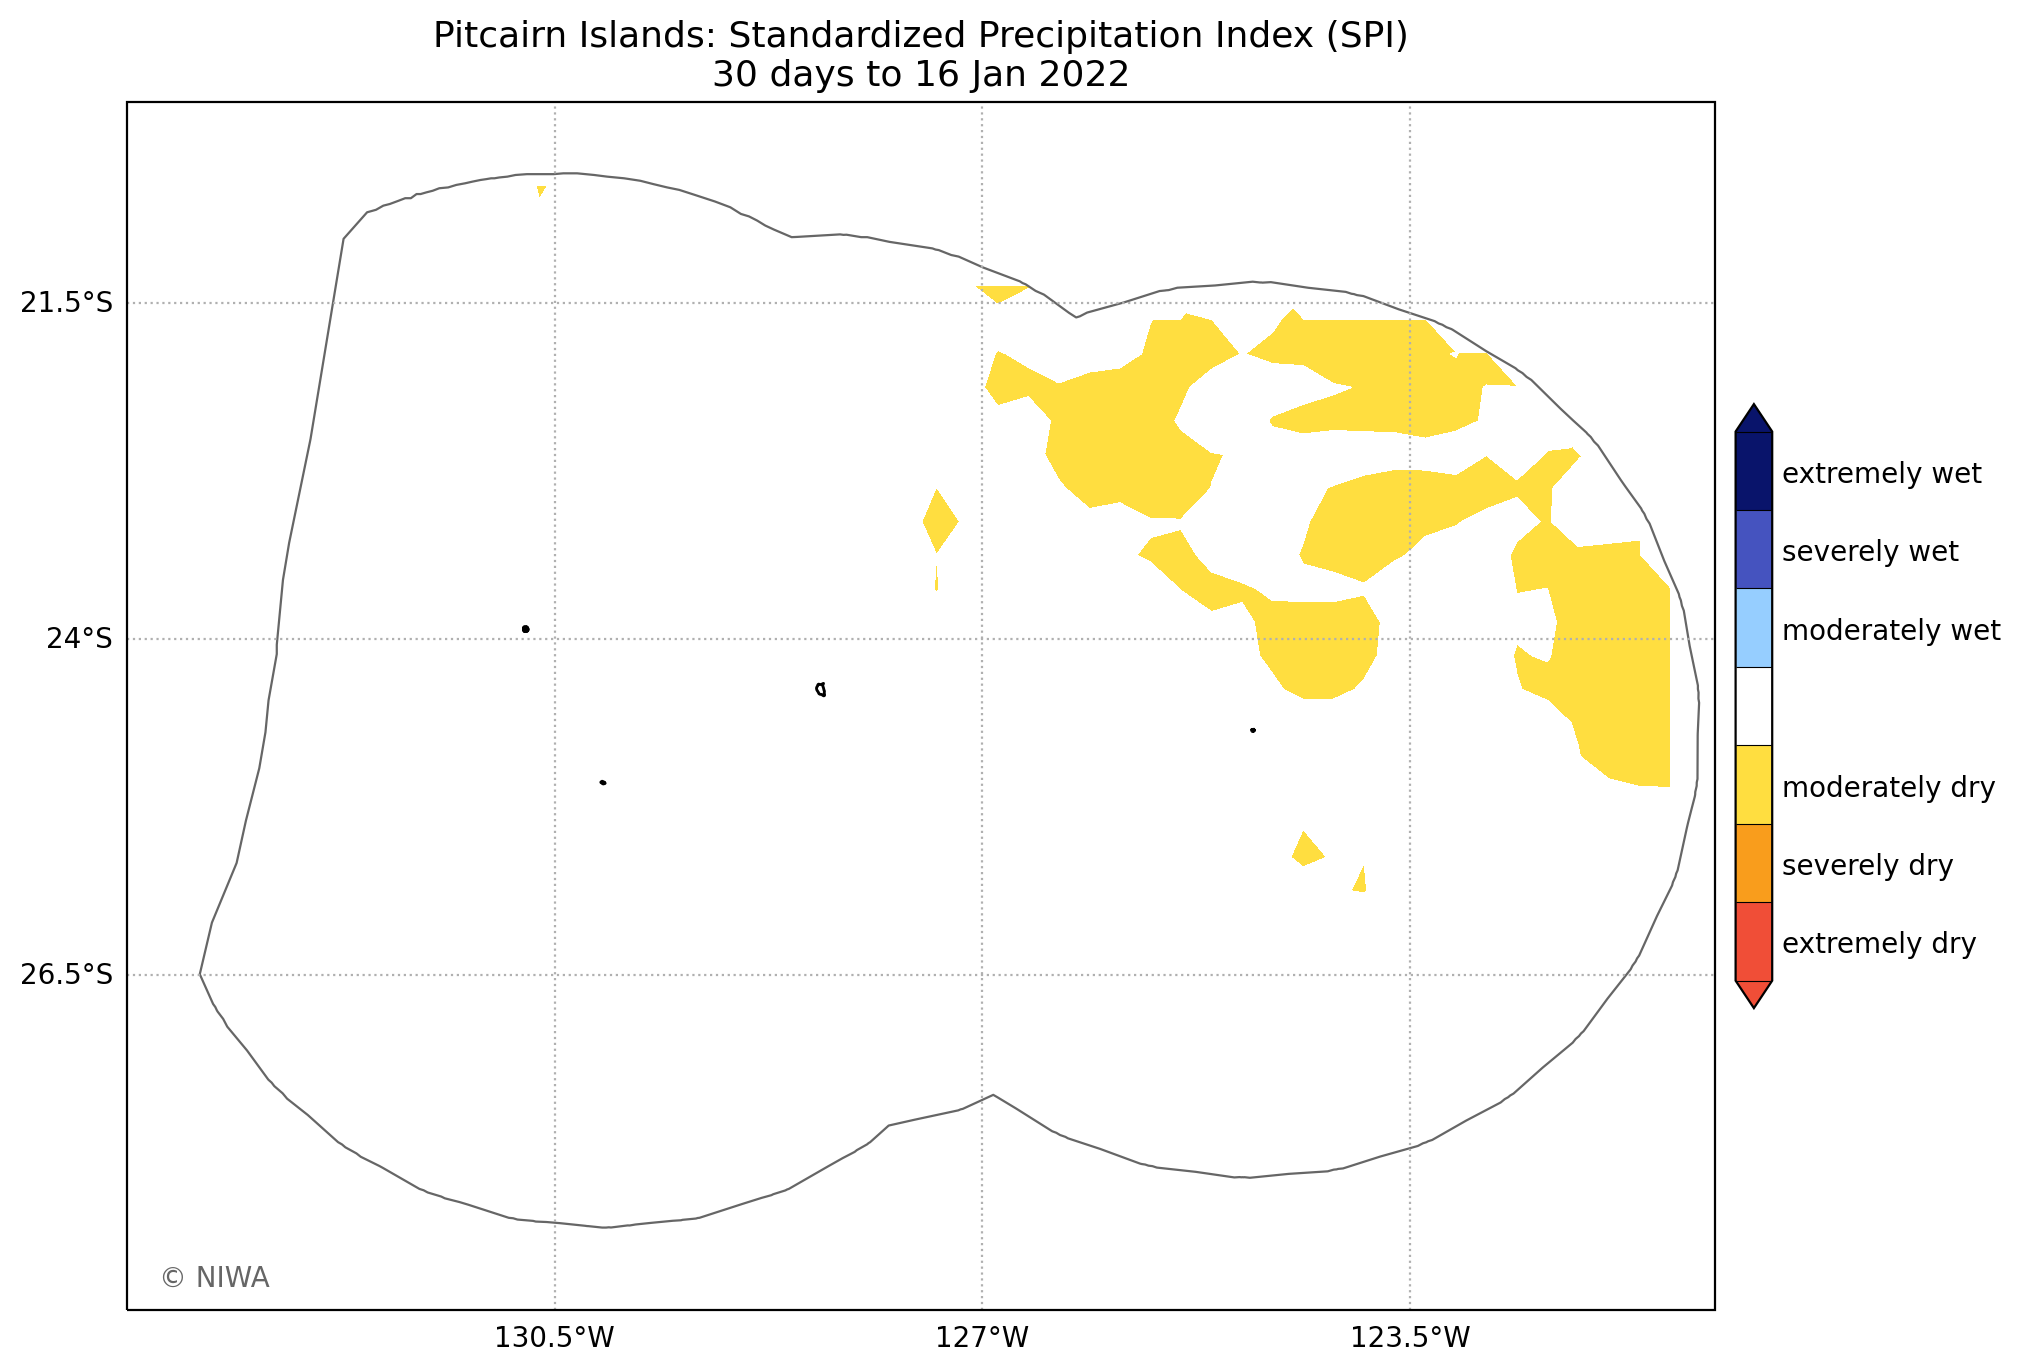 Pitcairn Islands: Standardized Precipitation Index (SPI)
30 days to 16 Jan 2022
21.5°S
24°S
26.5°S
130.5°W
127°W
123.5°W
extremely wet
severely wet
moderately wet
moderately dry
severely dry
extremely dry
© NIWA